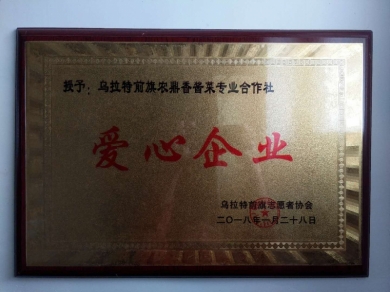 授予：乌拉特前旗农鼎香酱菜专业合作社
爱心企业
乌拉特前旗志愿者协会
二〇一八年一月二十八日